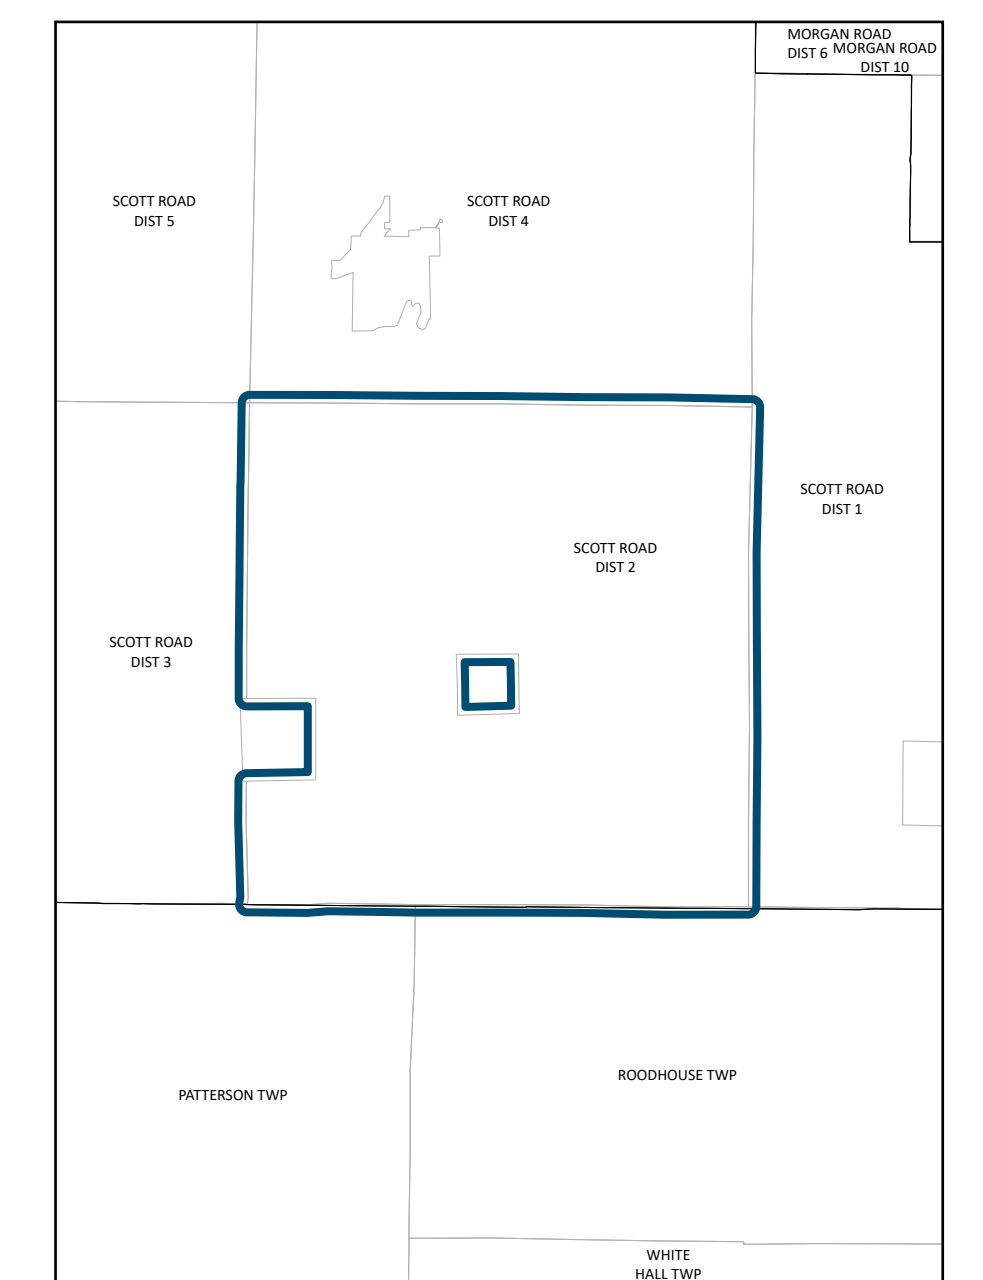 MORGAN ROAD
DIST 6
MORGAN ROAD
DIST 10
SCOTT ROAD
DIST 5
SCOTT ROAD
DIST 4
SCOTT ROAD
DIST 1
SCOTT ROAD
DIST 2
SCOTT ROAD
DIST 3
ROODHOUSE TWP
PATTERSON TWP
WHITE
HALL TWP